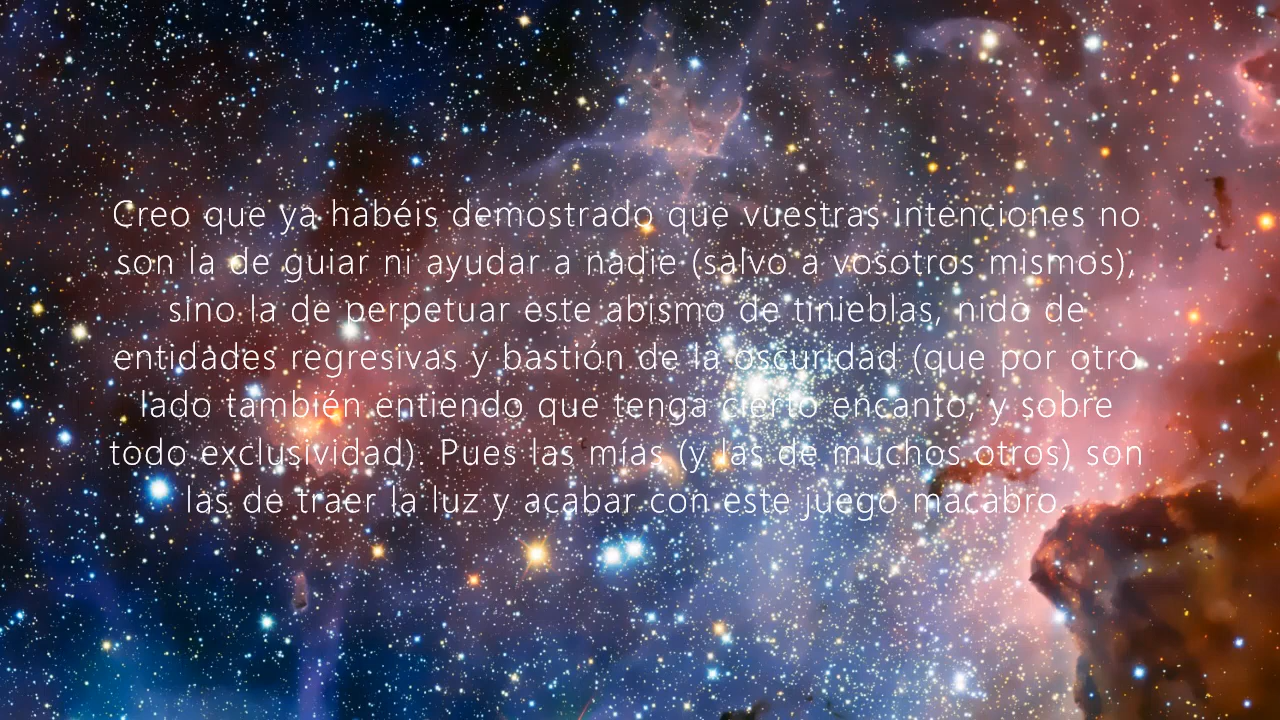 Creo que ya habéis demostrado que vuestras intenciones no
son la de guiar ni ayudar a nadie (salvo a vosotros mismos),
sino la de perpetuar este abismo de tinieblas, nido de
entidades regresivas y bastión de la oscuridad (que por otro
lado también entiendo que tenga cierto encanto, y sobre
todo exclusividad). Pues las mías (y las de muchos otros) son
las de traer la luz y acabar con este juego macabro.